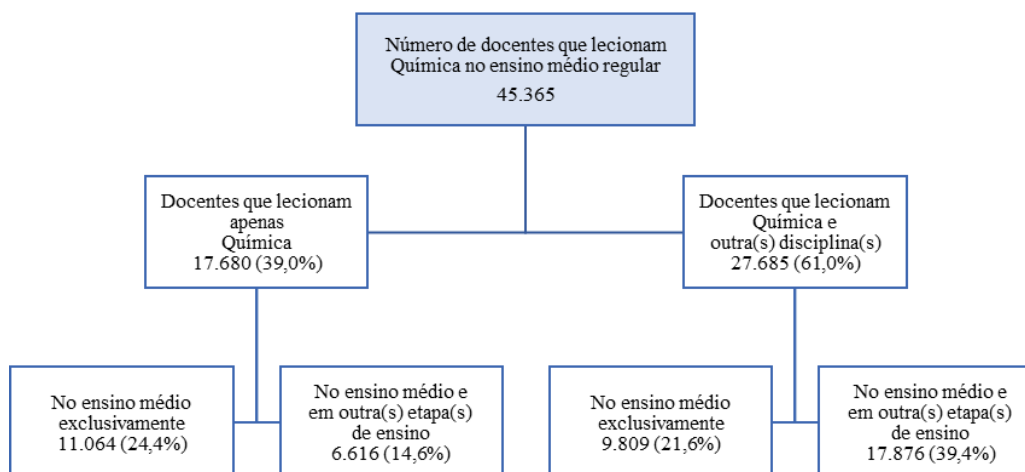 Número de docentes que lecionam
Química no ensino médio regular
45.365
Docentes que lecionam
apenas
Química
17.680 (39,0%)
Docentes que lecionam
Química e
outra(s) disciplina(s)
27.685 (61,0%)
No ensino médio
exclusivamente
11.064 (24,4%)
No ensino médio e
em outra(s) etapa(s)
de ensino
6.616 (14,6%)
No ensino médio
exclusivamente
9.809 (21,6%)
No ensino médio e
em outra(s) etapa(s)
de ensino
17.876 (39,4%)